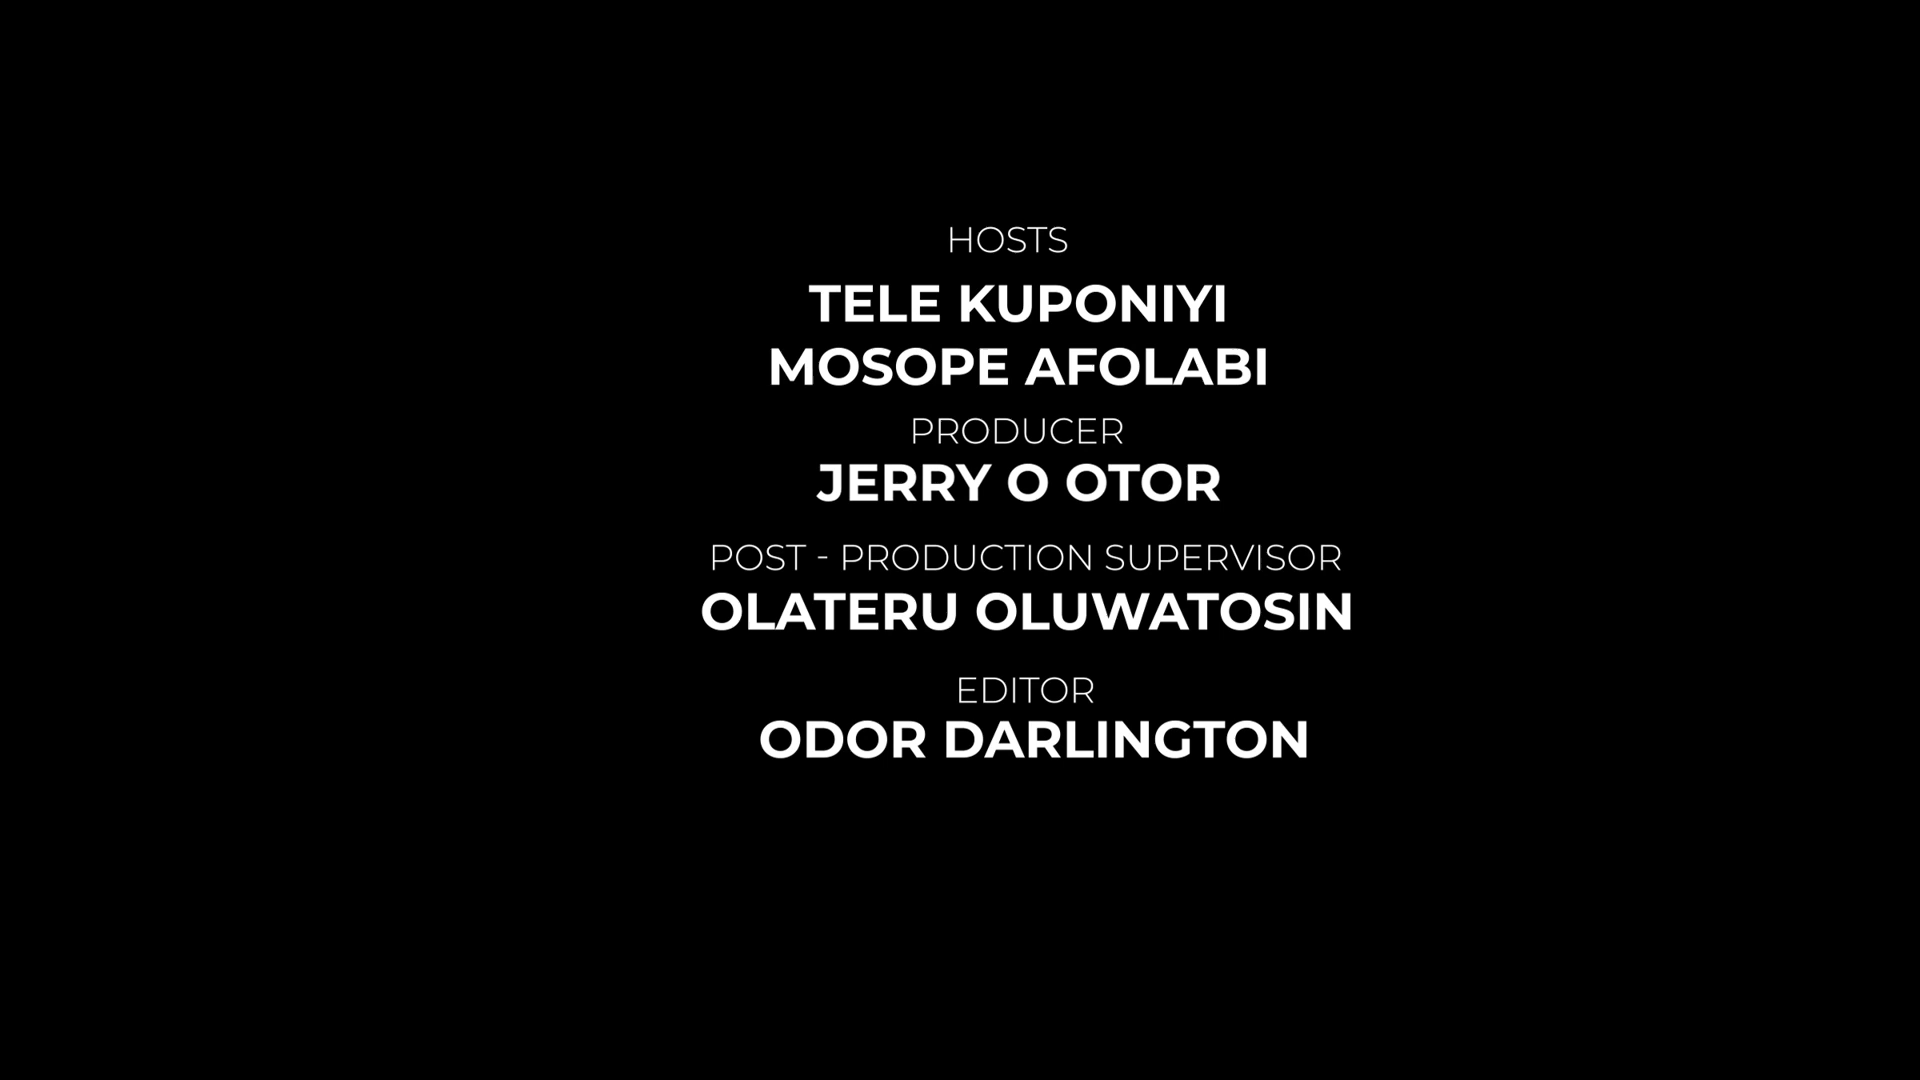 HOSTS
TELE KUPONIYI
MOSOPE AFOLABI
PRODUCER
JERRY O OTOR
POST - PRODUCTION SUPERVISOR
OLATERU OLUWATOSIN
EDITOR
ODOR DARLINGTON